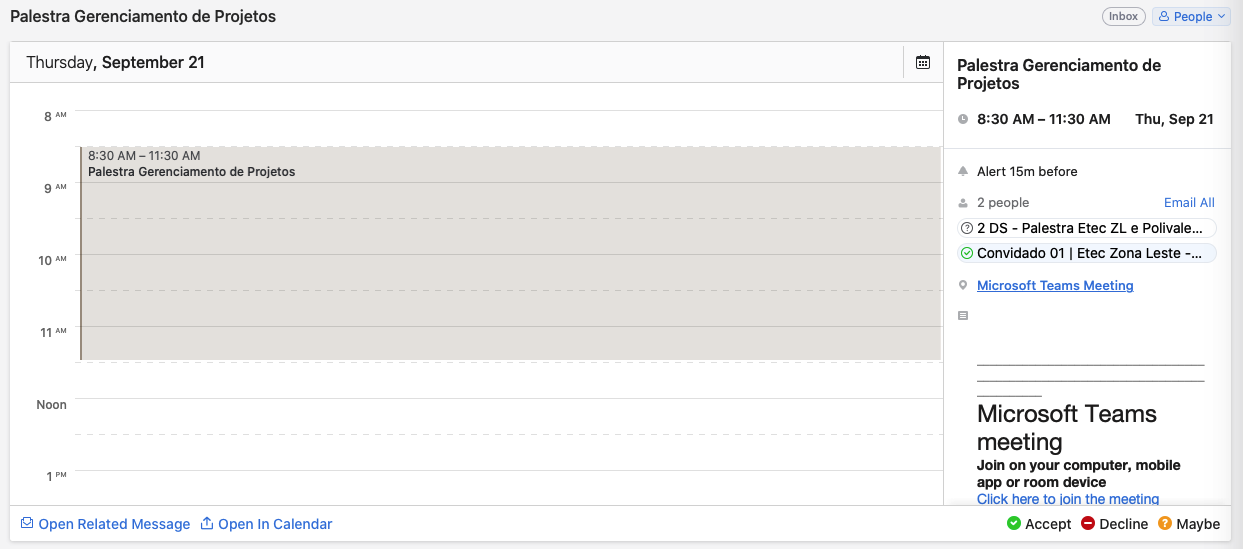 Palestra Gerenciamento de Projetos
Inbox
People
Thursday, September 21
8 AM
8:30 AM – 11:30 AM
Palestra Gerenciamento de Projetos
9 AM
10 AM
11 AM
Noon
1 PM
Palestra Gerenciamento de
Projetos
8:30 AM – 11:30 AM Thu, Sep 21
Alert 15m before
2 people Email All
2 DS - Palestra Etec ZL e Polivale...
Convidado 01 | Etec Zona Leste -...
Microsoft Teams Meeting
Microsoft Teams
meeting
Join on your computer, mobile
app or room device
Click here to join the meeting
Open Related Message Open In Calendar
Accept Decline Maybe